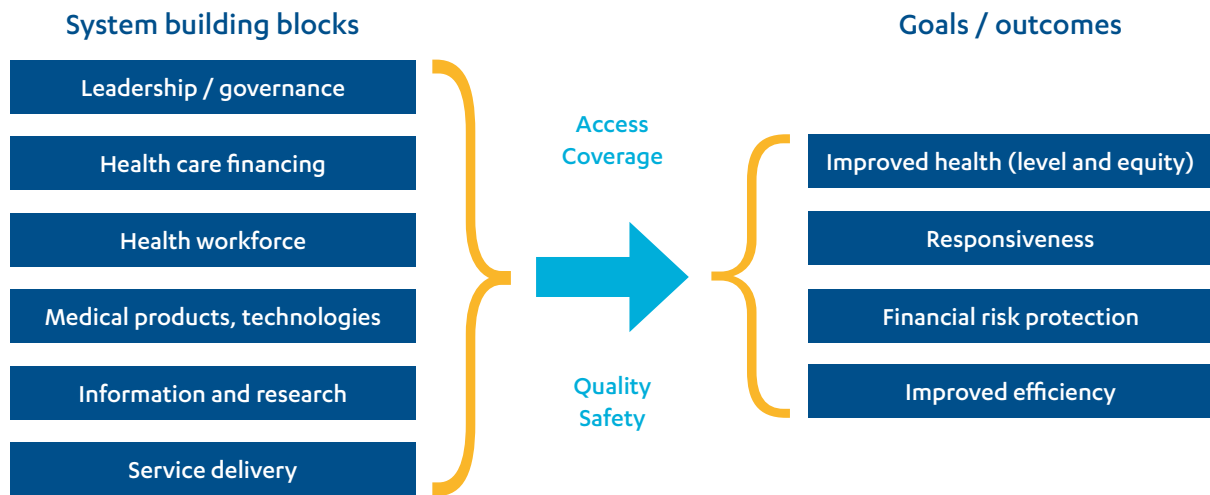 System building blocks
Leadership / governance
Health care financing
Health workforce
Medical products, technologies
Information and research
Service delivery
Access
Coverage
Quality
Safety
Goals / outcomes
Improved health (level and equity)
Responsiveness
Financial risk protection
Improved efficiency